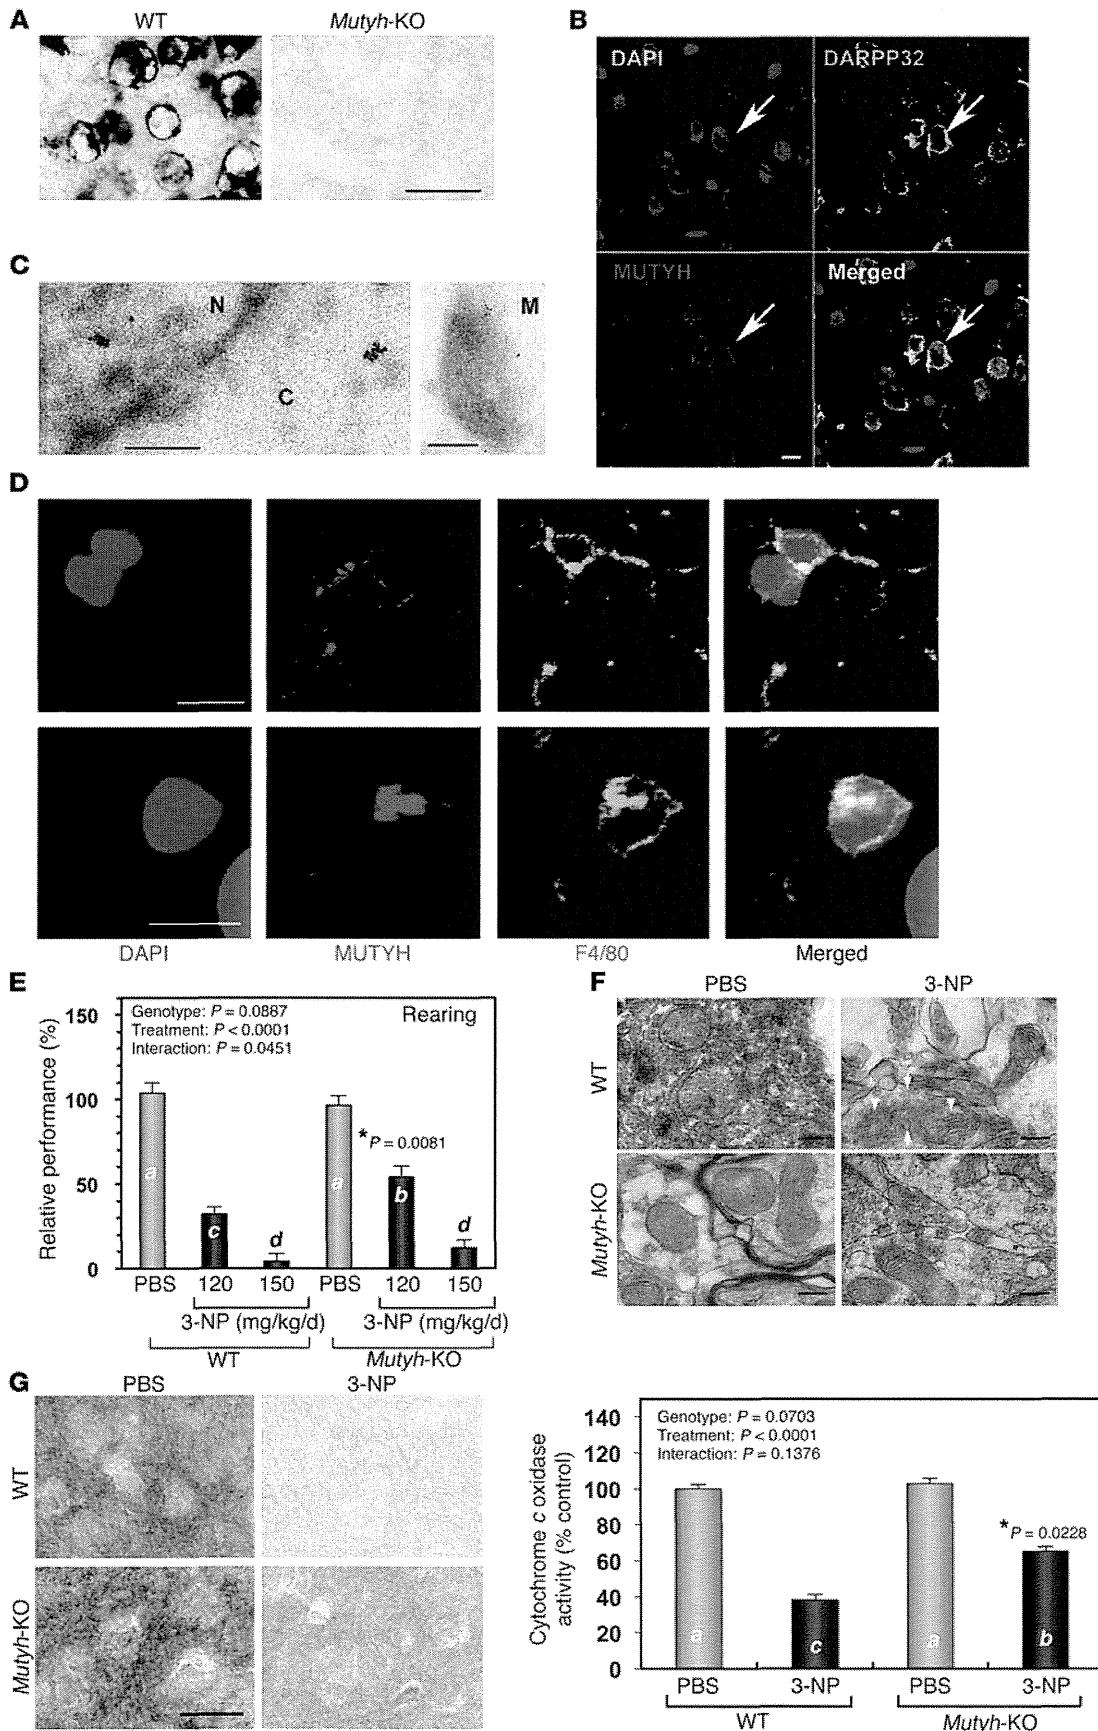 A
WT
Mutyh-KO
B
DAPI
DARPP32
MUTYH
Merged
C
N
C
M
D
DAPI
MUTYH
F4/80
Merged
E
Relative performance (%)
150
100
50
0
Genotype: P = 0.0887
Treatment: P < 0.0001
Interaction: P = 0.0451
Rearing
* P = 0.0081
a
c
d
a
b
d
PBS 120 150 PBS 120 150
3-NP (mg/kg/d) 3-NP (mg/kg/d)
WT Mutyh-KO
F
PBS
3-NP
WT
Mutyh-KO
G
PBS
3-NP
WT
Mutyh-KO
Cytochrome c oxidase
activity (% control)
140
120
100
80
60
40
20
0
Genotype: P = 0.0703
Treatment: P < 0.0001
Interaction: P = 0.1376
* P = 0.0228
a
c
a
b
PBS 3-NP PBS 3-NP
WT Mutyh-KO